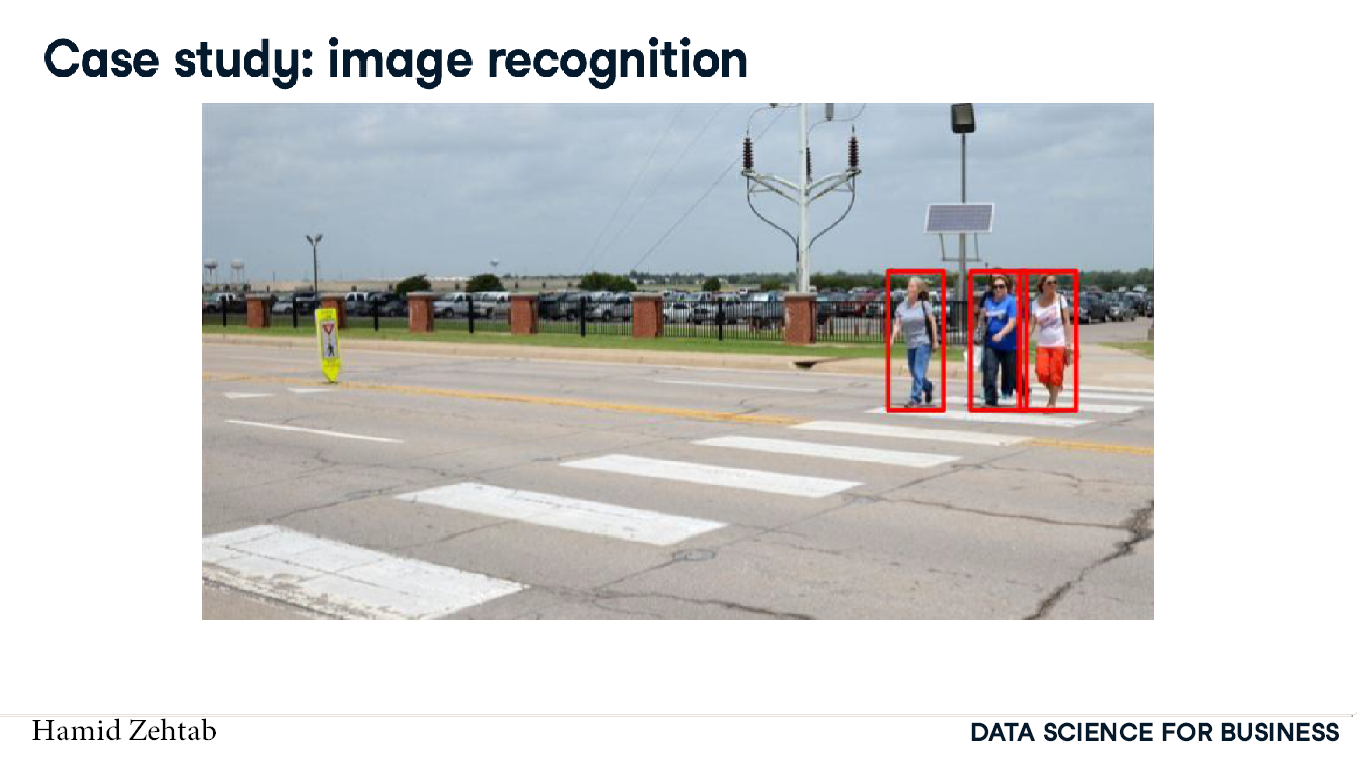 Case study: image recognition
Hamid Zehtab
DATA SCIENCE FOR BUSINESS